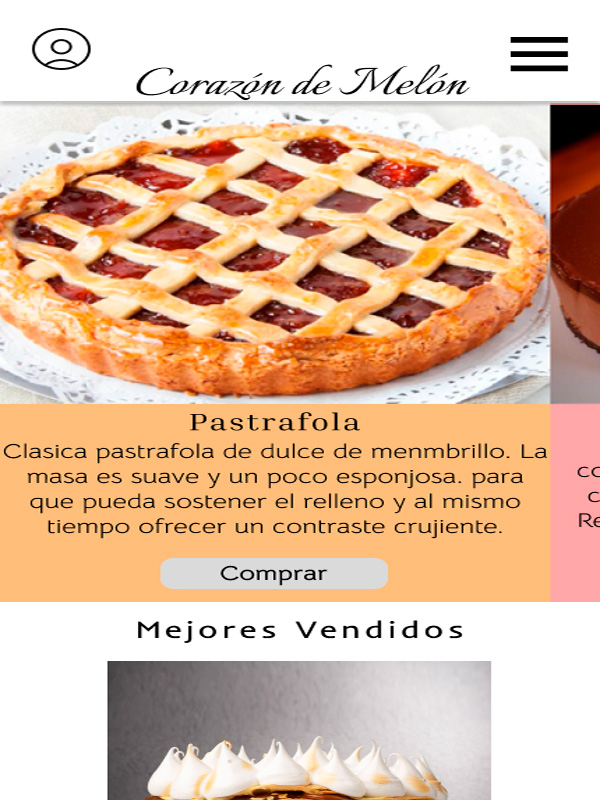 Corazón de Melón
Pastrafola
Clasica pastrafola de dulce de menmbrillo. La
masa es suave y un poco esponjosa. para
que pueda sostener el relleno y al mismo
tiempo ofrecer un contraste crujiente.
Comprar
Mejores Vendidos